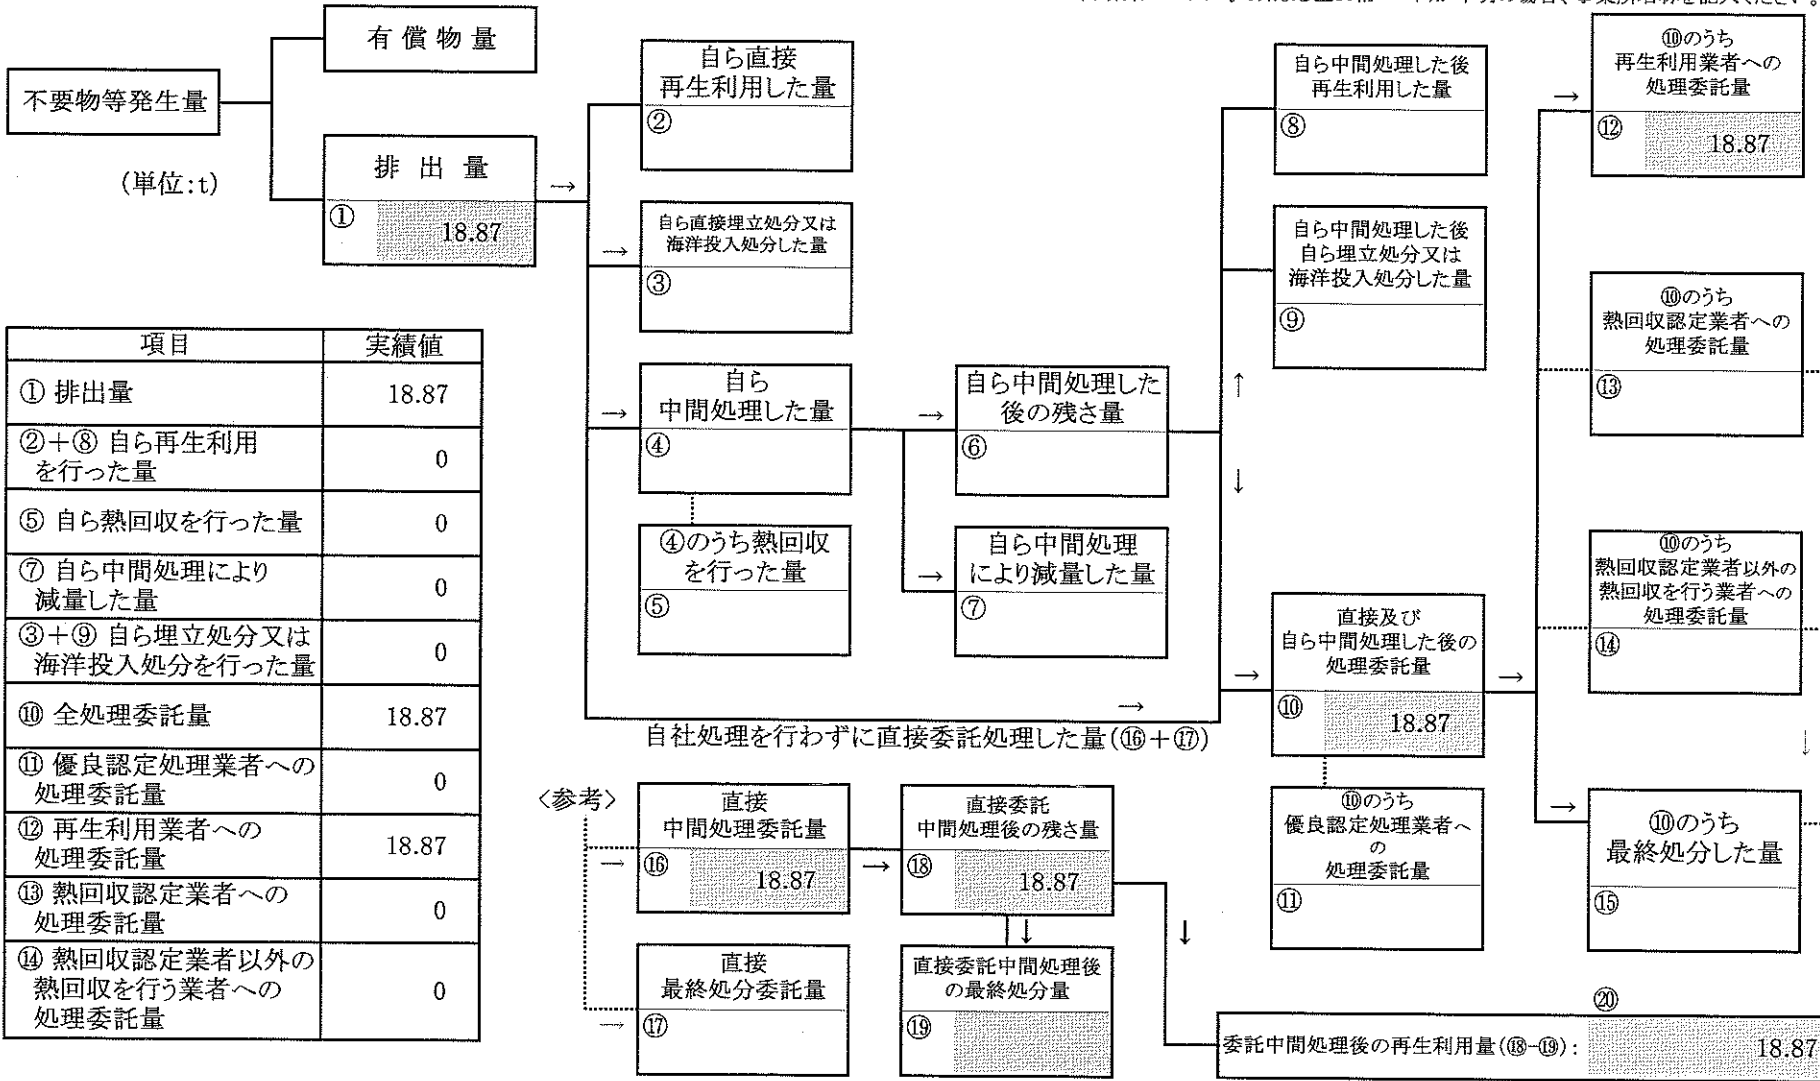 有償物量
不要物等発生量
(単位:t)
排出量
①
18.87
→
自ら直接
再生利用した量
②
→
自ら直接埋立処分又は
海洋投入処分した量
③
→
自ら
中間処理した量
④
④のうち熱回収
を行った量
⑤
→
自ら中間処理した
後の残さ量
⑥
→
自ら中間処理
により減量した量
⑦
↑
↓
自ら中間処理した後
再生利用した量
⑧
自ら中間処理した後
自ら埋立処分又は
海洋投入処分した量
⑨
→
自社処理を行わずに直接委託処理した量(⑯+⑰)
→
直接及び
自ら中間処理した後の
処理委託量
⑩
18.87
→
⑩のうち
優良認定処理業者へ
の
処理委託量
⑪
→
⑩のうち
再生利用業者への
処理委託量
⑫
18.87
⑩のうち
熱回収認定業者への
処理委託量
⑬
⑩のうち
熱回収認定業者以外の
熱回収を行う業者への
処理委託量
⑭
↓
→
⑩のうち
最終処分した量
⑮
項目 実績値
① 排出量 18.87
②+⑧ 自ら再生利用
を行った量 0
⑤ 自ら熱回収を行った量 0
⑦ 自ら中間処理により
減量した量 0
③+⑨ 自ら埋立処分又は
海洋投入処分を行った量 0
⑩ 全処理委託量 18.87
⑪ 優良認定処理業者への
処理委託量 0
⑫ 再生利用業者への
処理委託量 18.87
⑬ 熱回収認定業者への
処理委託量 0
⑭ 熱回収認定業者以外の
熱回収を行う業者への
処理委託量 0
〈参考〉
→
直接
中間処理委託量
⑯
18.87
→
直接委託
中間処理後の残さ量
⑱
18.87
→
直接
最終処分委託量
⑰
↓
直接委託中間処理後
の最終処分量
⑲
↓
⑳
委託中間処理後の再生利用量(⑱-⑲):
18.87